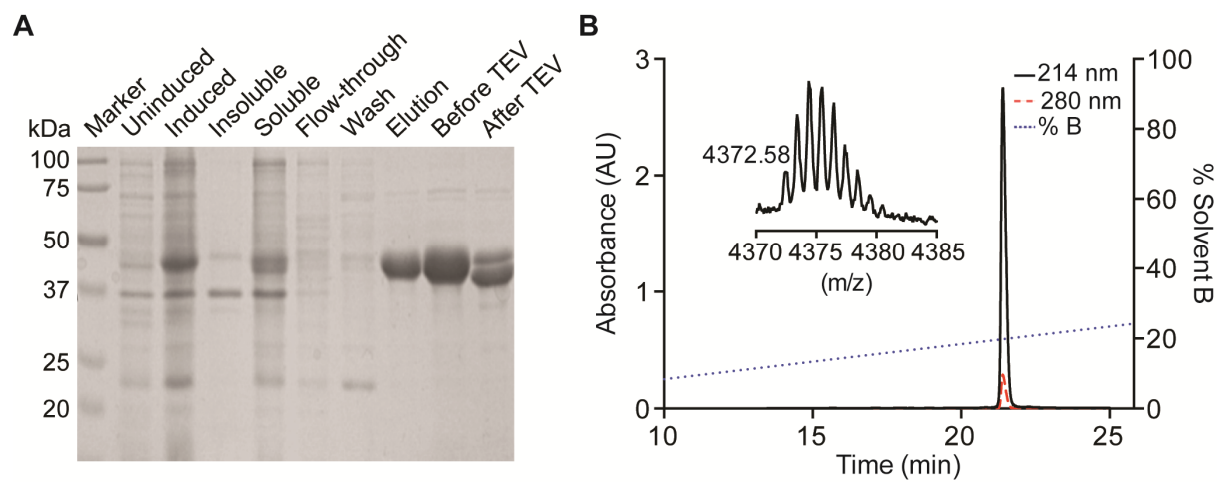 A
Marker
Uninduced
Induced
Insoluble
Soluble
Flow-through
Wash
Elution
Before TEV
After TEV
kDa
100
75
50
37
25
20
B
3
2
1
0
Absorbance (AU)
4372.58
4370 4375 4380 4385
(m/z)
214 nm
280 nm
% B
100
80
60
40
20
0
% Solvent B
10 15 20 25
Time (min)